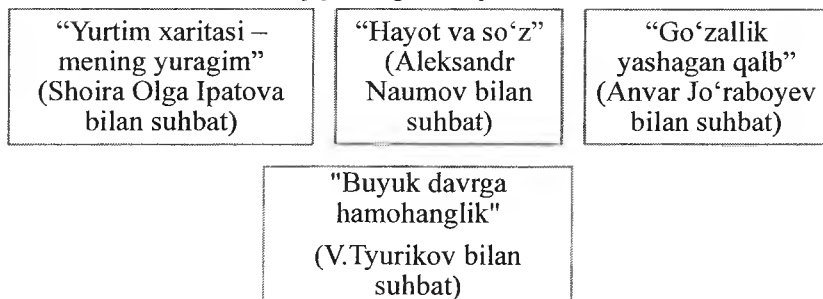 “Yurtim xaritasi –
mening yuragim”
(Shoira Olga Ipatova
bilan suhbat)
“Hayot va so‘z”
(Aleksandr
Naumov bilan
suhbat)
“Go‘zallik
yashagan qalb”
(Anvar Jo‘raboyev
bilan suhbat)
"Buyuk davrga
hamohanglik"
(V.Tyurikov bilan
suhbat)